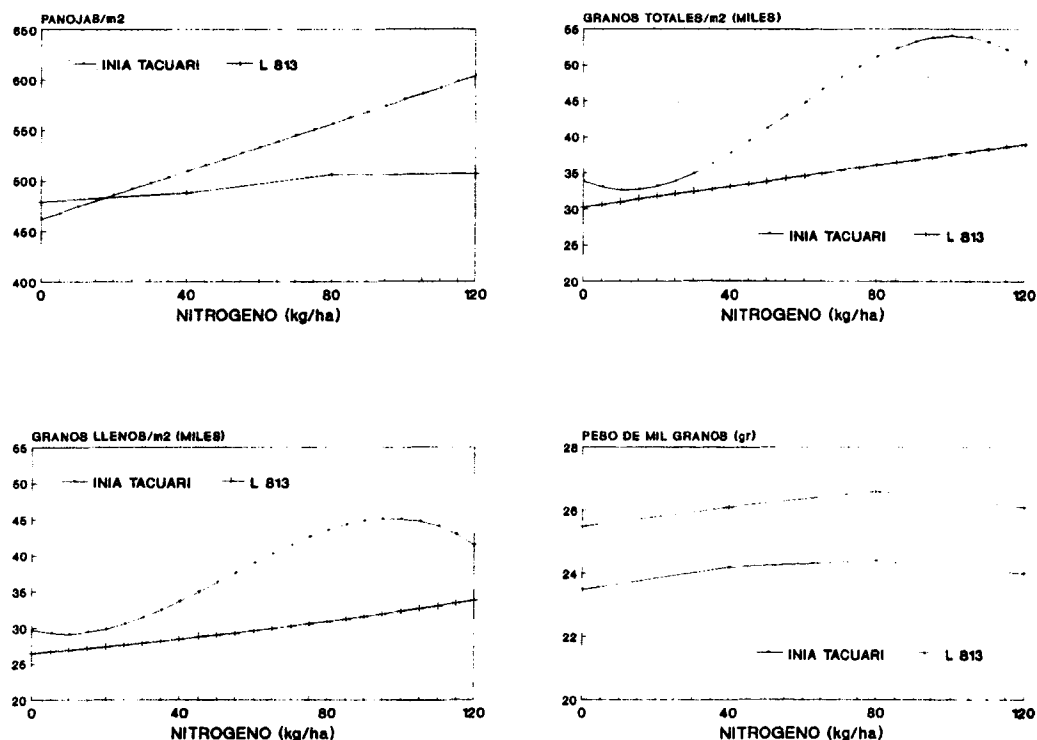 PANOJAS/m2
650
600
550
500
450
400
INIA TACUARI
L 813
0 40 80 120
NITROGENO (kg/ha)
GRANOS TOTALES/m2 (MILES)
55
50
45
40
35
30
25
20
INIA TACUARI
L 813
0 40 80 120
NITROGENO (kg/ha)
GRANOS LLENOS/m2 (MILES)
55
50
45
40
35
30
25
20
INIA TACUARI
L 813
0 40 80 120
NITROGENO (kg/ha)
PESO DE MIL GRANOS (gr)
28
26
24
22
20
INIA TACUARI
L 813
0 40 80 120
NITROGENO (kg/ha)